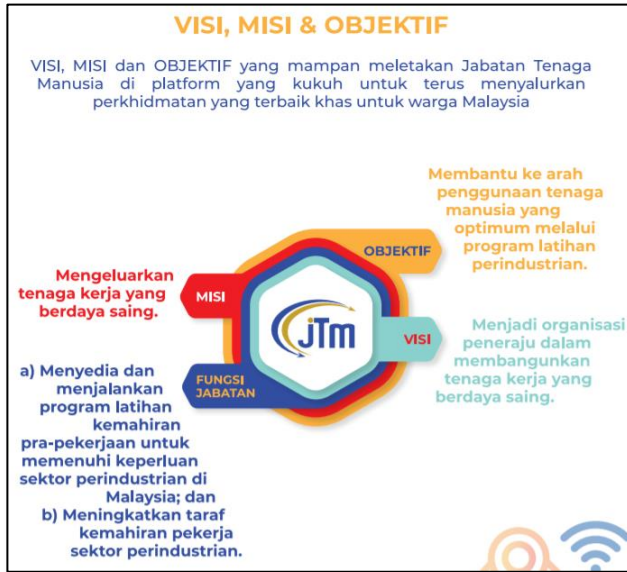 VISI, MISI & OBJEKTIF
VISI, MISI dan OBJEKTIF yang mampan meletakan Jabatan Tenaga
Manusia di platform yang kukuh untuk terus menyalurkan
perkhidmatan yang terbaik khas untuk warga Malaysia
Membantu ke arah
penggunaan tenaga
manusia yang
optimum melalui
program latihan
perindustrian.
OBJEKTIF
Mengeluarkan
tenaga kerja yang
berdaya saing.
MISI
jTm
VISI
Menjadi organisasi
peneraju dalam
membangunkan
tenaga kerja yang
berdaya saing.
FUNGSI
JABATAN
a) Menyedia dan
menjalankan
program latihan
kemahiran
pra-pekerjaan untuk
memenuhi keperluan
sektor perindustrian di
Malaysia; dan
b) Meningkatkan taraf
kemahiran pekerja
sektor perindustrian.